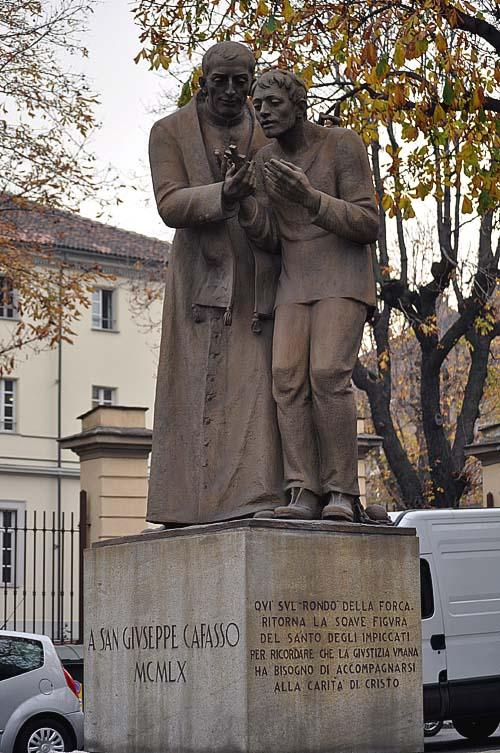 A SAN GIVSEPPE CAFASSO
MCMLX
QVI' SVL "RONDO" DELLA FORCA.
RITORNA LA SOAVE FIGVRA
DEL SANTO DEGLI IMPICCATI
PER RICORDARE CHE LA GIVSTIZIA VMANA
HA BISOGNO DI ACCOMPAGNARSI
ALLA CARITA' DI CRISTO